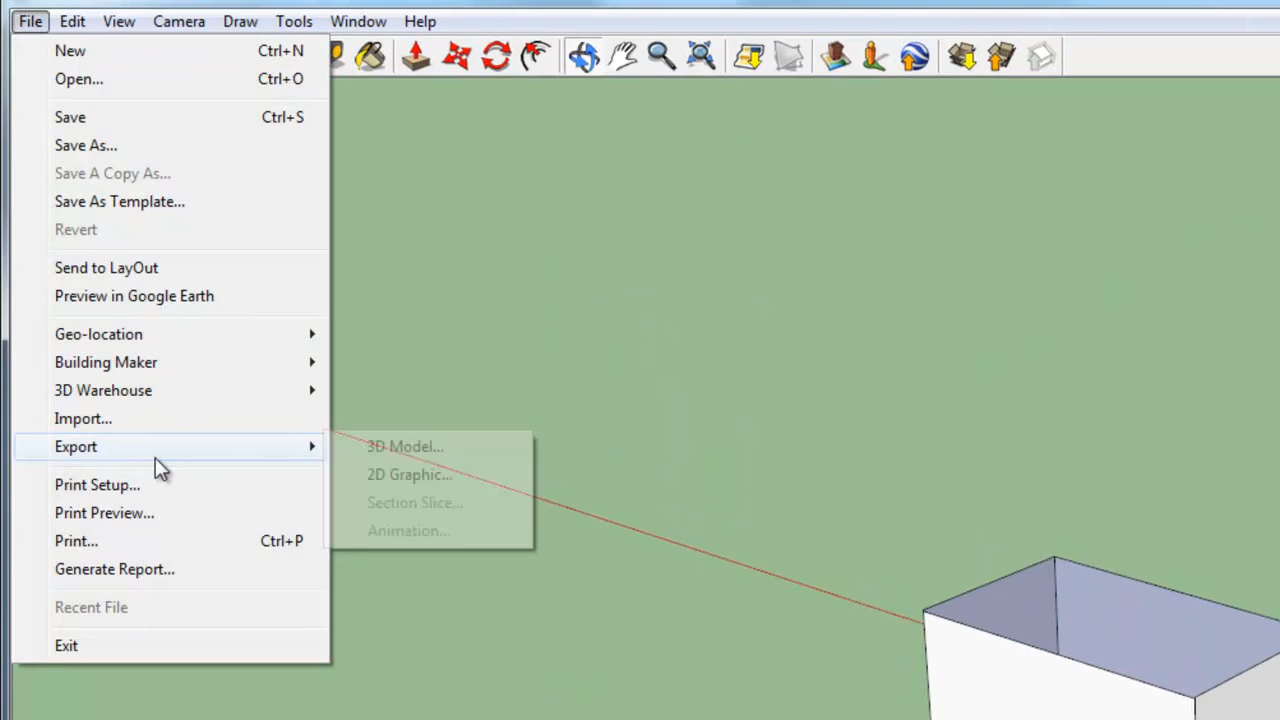 File Edit View Camera Draw Tools Window Help
New Ctrl+N
Open... Ctrl+O
Save Ctrl+S
Save As...
Save A Copy As...
Save As Template...
Revert
Send to LayOut
Preview in Google Earth
Geo-location
Building Maker
3D Warehouse
Import...
Export
3D Model...
2D Graphic...
Section Slice...
Animation...
Print Setup...
Print Preview...
Print... Ctrl+P
Generate Report...
Recent File
Exit